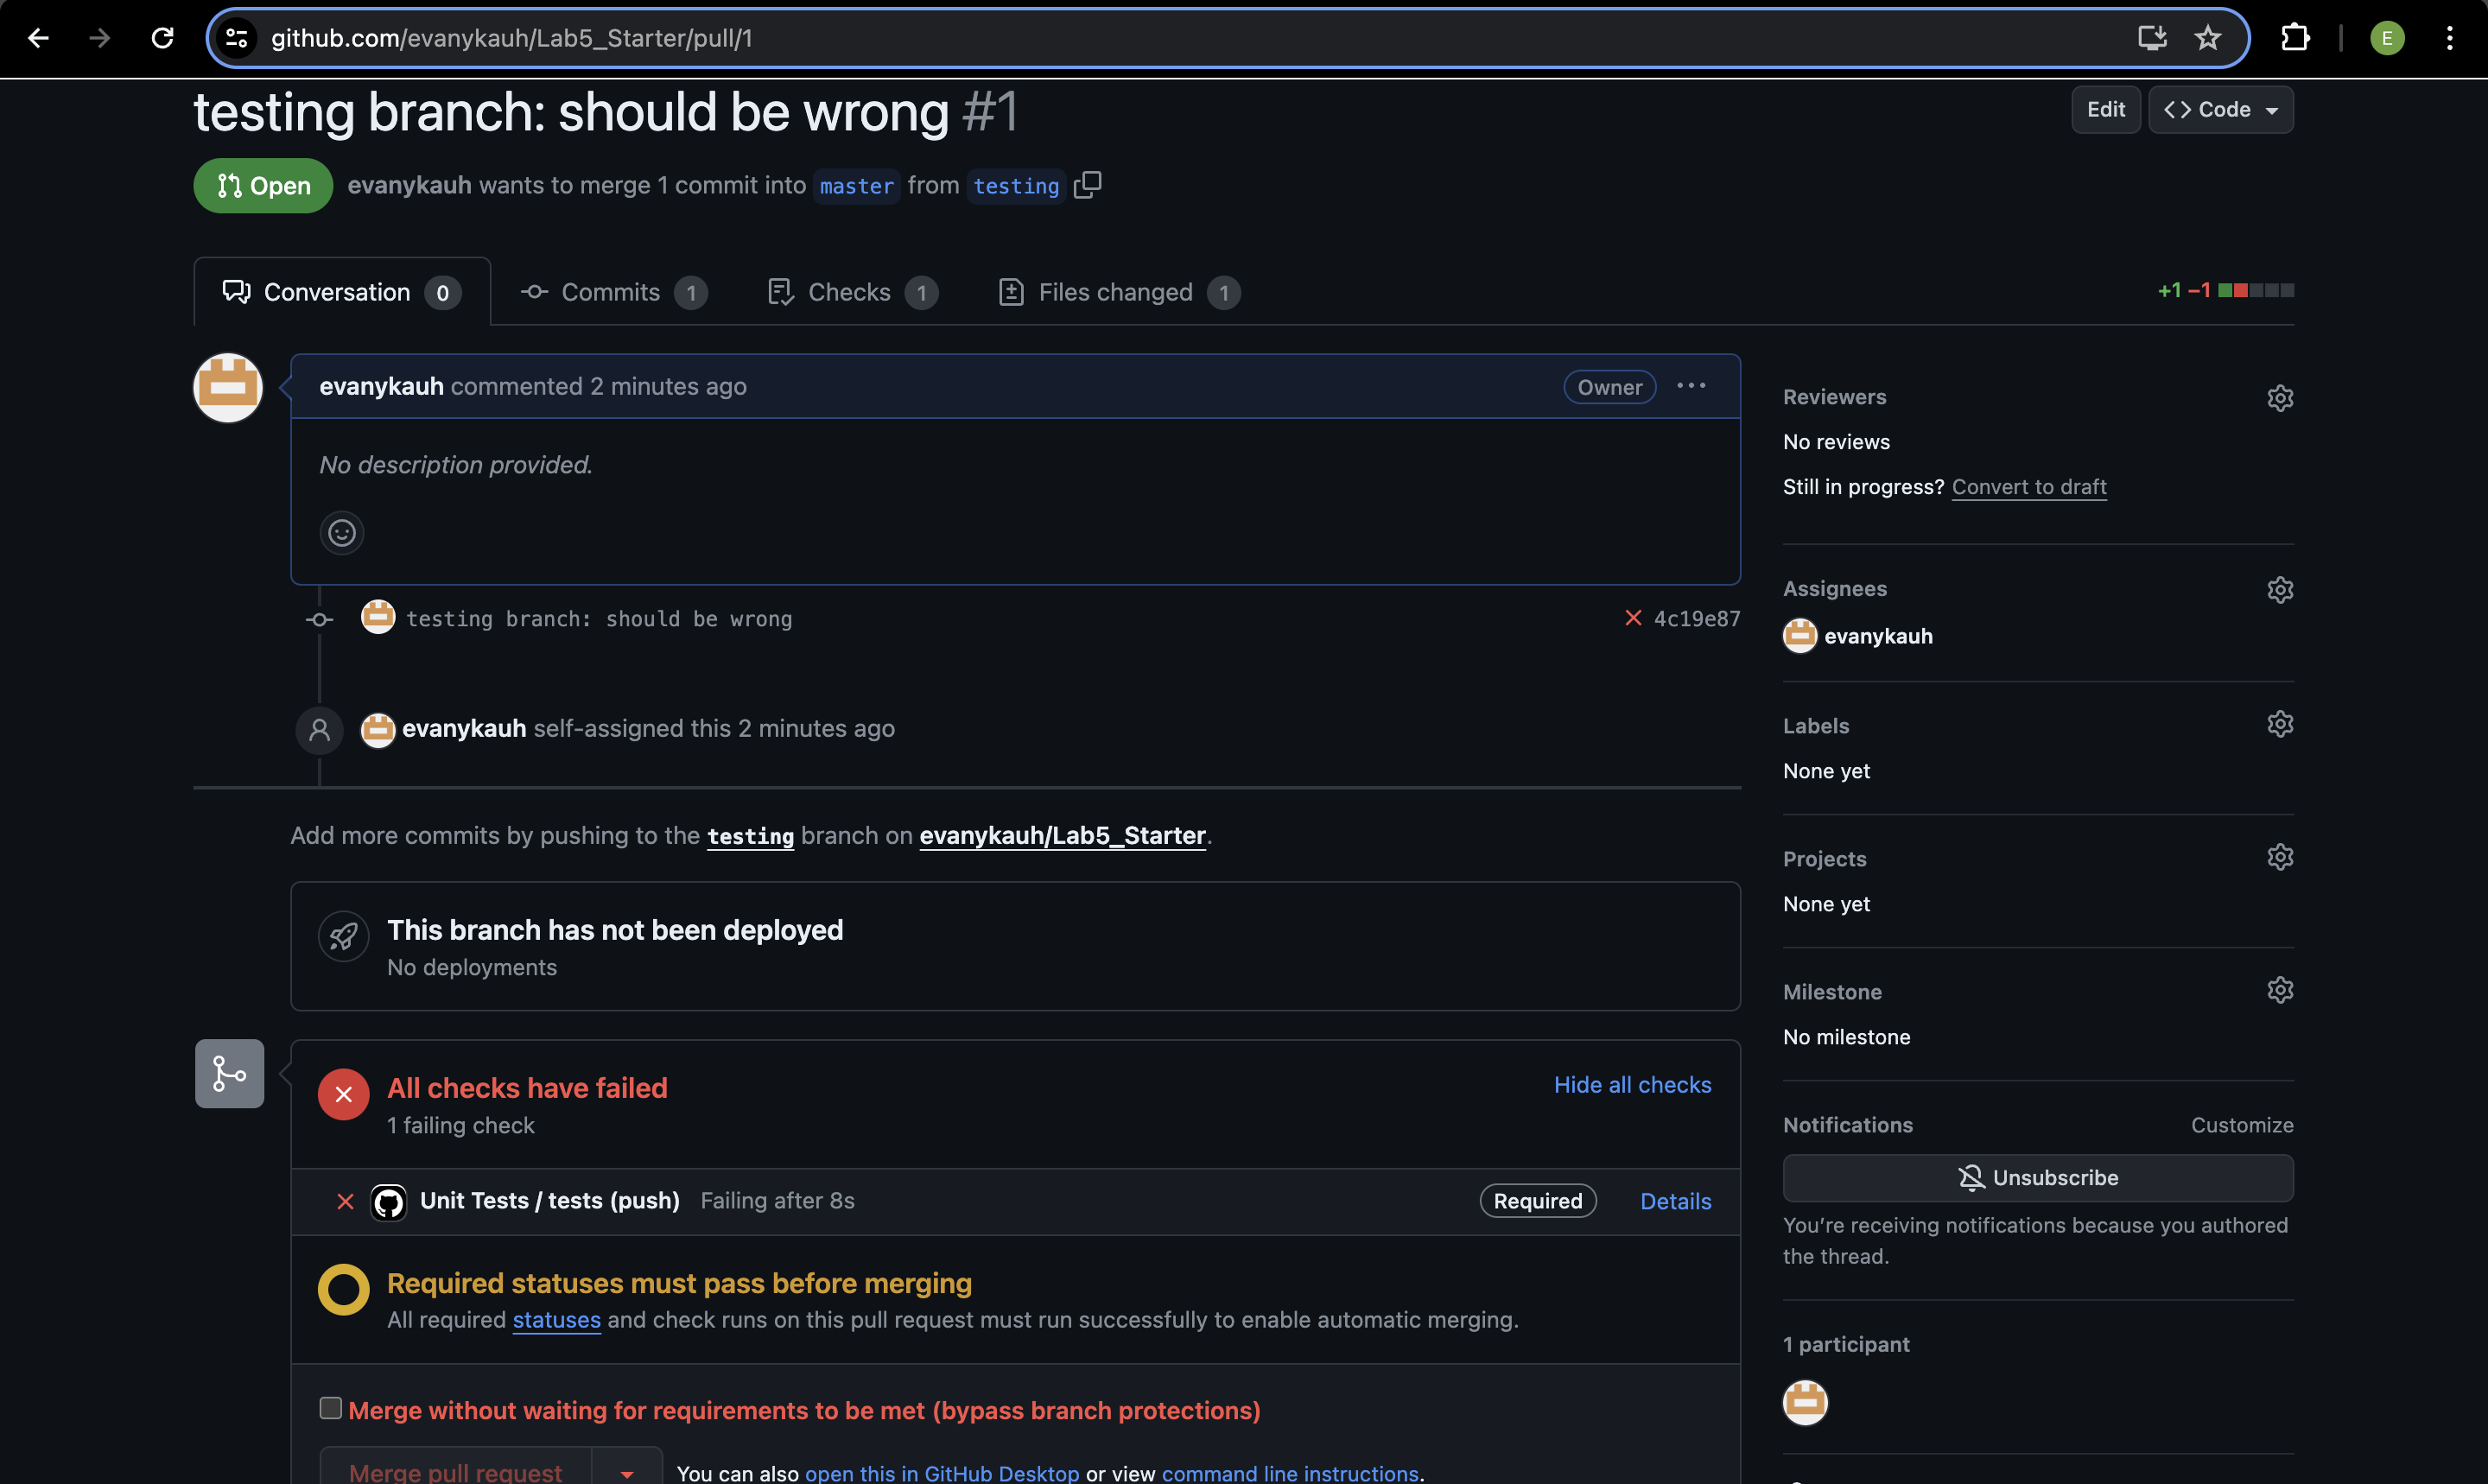 github.com/evanykauh/Lab5_Starter/pull/1
E
testing branch: should be wrong #1
Edit
Code
Open
evanykauh wants to merge 1 commit into master from testing
Conversation 0
Commits 1
Checks 1
Files changed 1
+1 −1
evanykauh commented 2 minutes ago
Owner
No description provided.
testing branch: should be wrong
4c19e87
evanykauh self-assigned this 2 minutes ago
Add more commits by pushing to the testing branch on evanykauh/Lab5_Starter.
This branch has not been deployed
No deployments
All checks have failed
Hide all checks
1 failing check
Unit Tests / tests (push) Failing after 8s
Required
Details
Required statuses must pass before merging
All required statuses and check runs on this pull request must run successfully to enable automatic merging.
Merge without waiting for requirements to be met (bypass branch protections)
Merge pull request
You can also open this in GitHub Desktop or view command line instructions.
Reviewers
No reviews
Still in progress? Convert to draft
Assignees
evanykauh
Labels
None yet
Projects
None yet
Milestone
No milestone
Notifications
Customize
Unsubscribe
You're receiving notifications because you authored
the thread.
1 participant